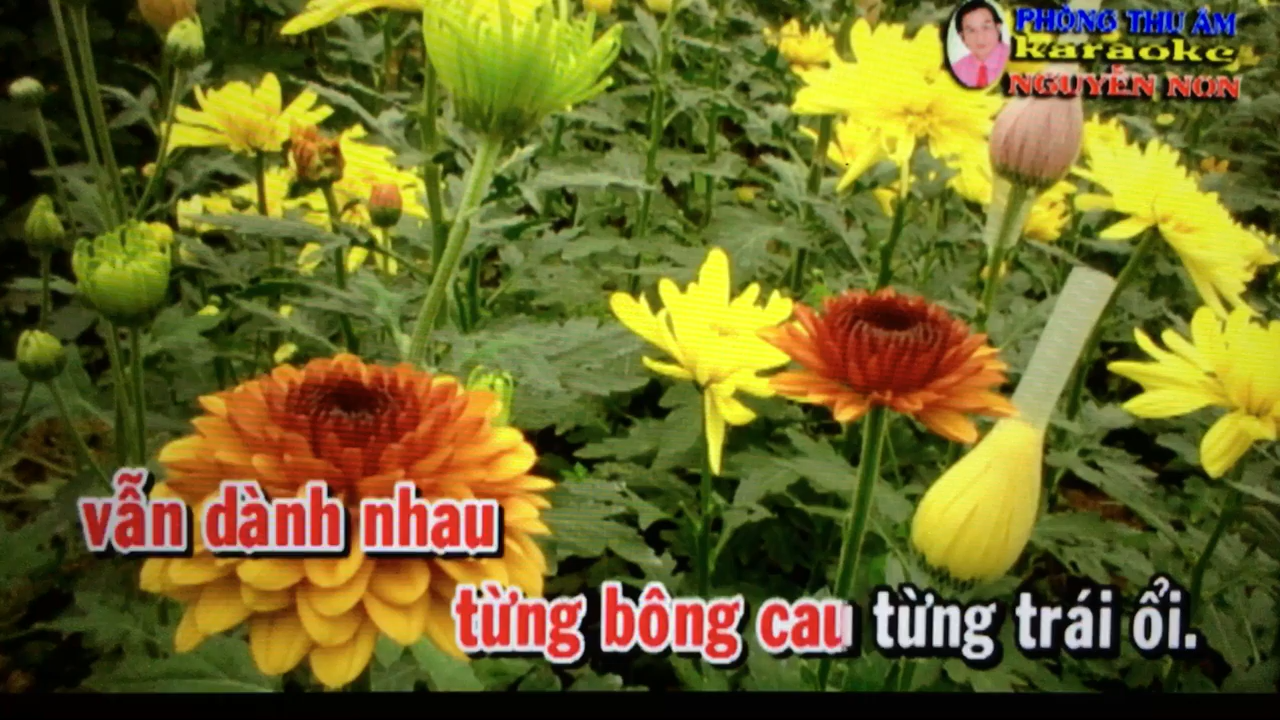 PHÒNG THU ÂM
karaoke
NGUYỄN NON
vẫn dành nhau
từng bông cau từng trái ổi.